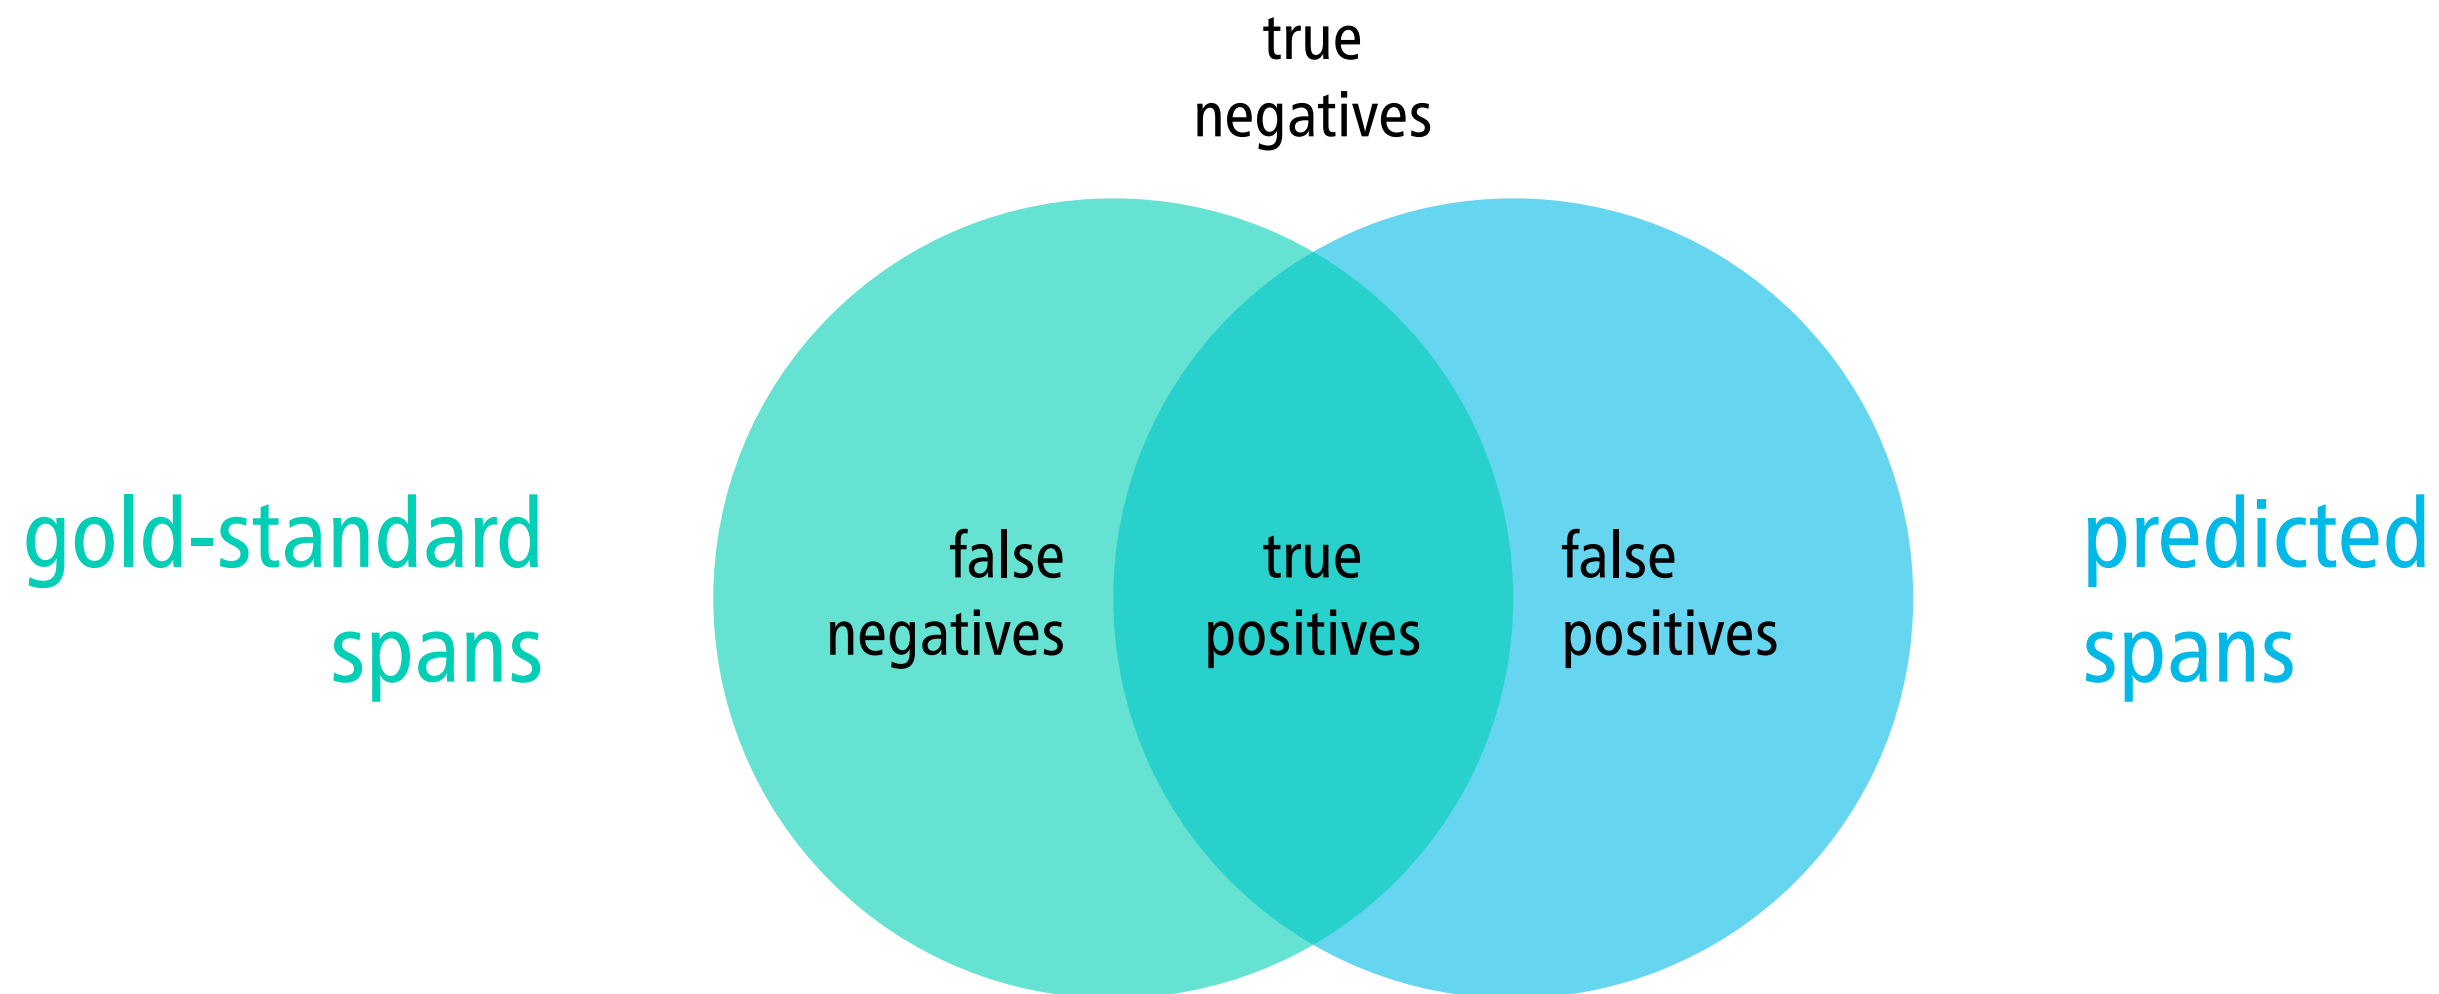 true
negatives
gold-standard
spans
false
negatives
true
positives
false
positives
predicted
spans